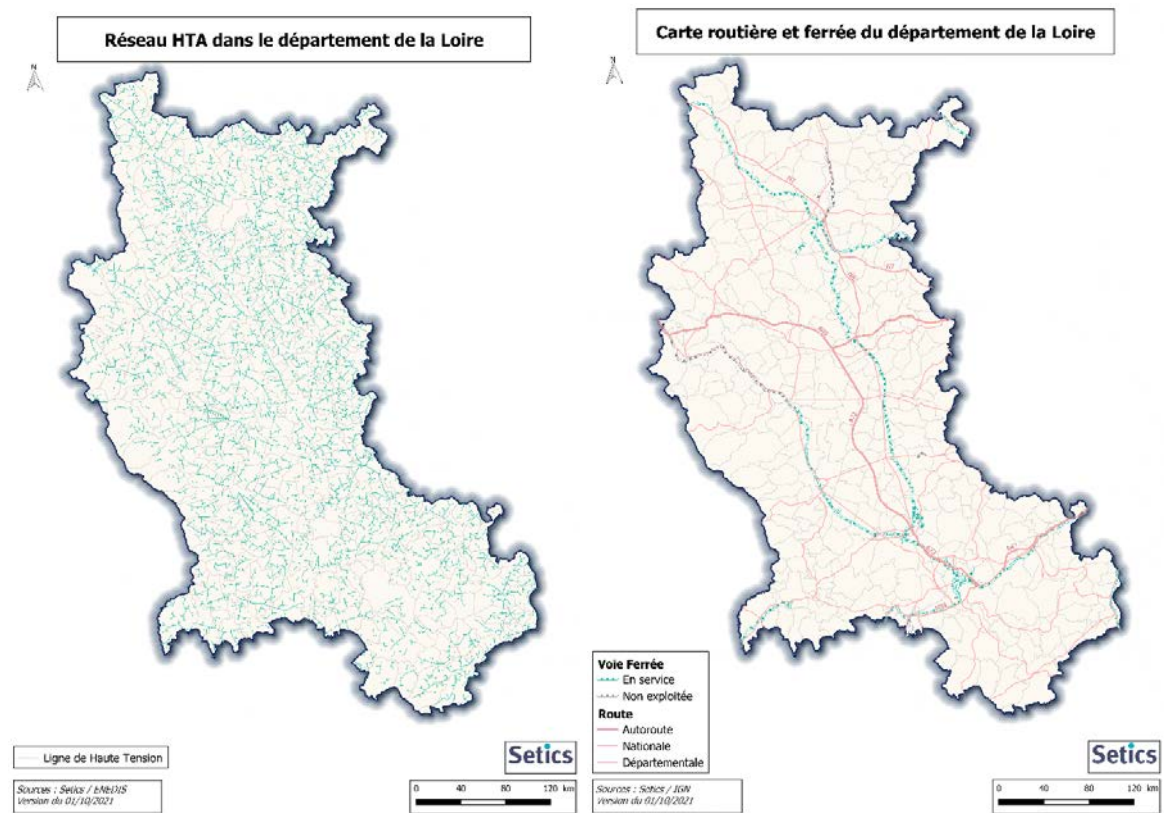 Réseau HTA dans le département de la Loire
N
Ligne de Haute Tension
Sources : Setics / ENEDIS
Version du 01/10/2021
Setics
0 40 80 120 km
Carte routière et ferrée du département de la Loire
N
Voie Ferrée
En service
Non exploitée
Route
Autoroute
Nationale
Départementale
Sources : Setics / IGN
Version du 01/10/2021
Setics
0 40 80 120 km